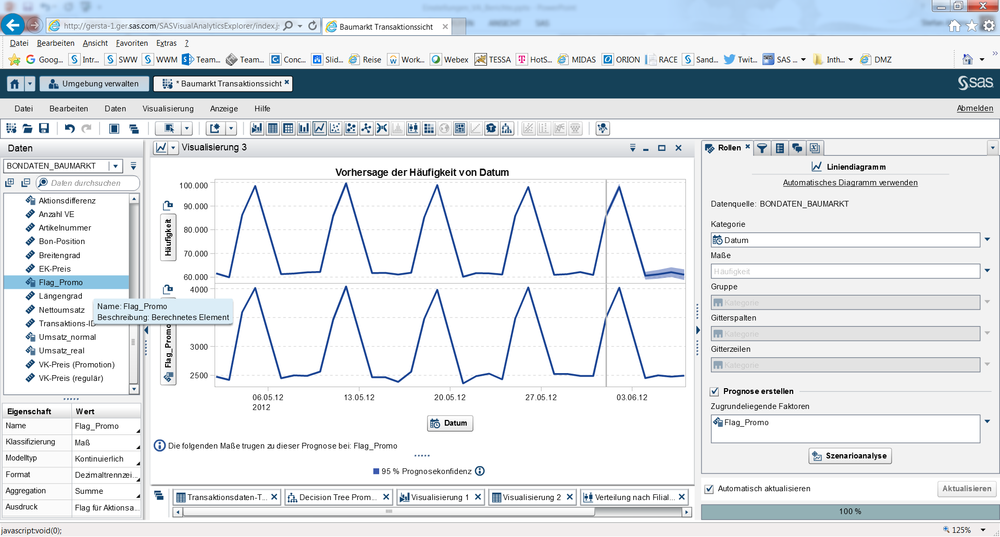 Einstellungen_VA_Berichte.pptx - PowerPoint
ANSICHT SAS
http://gersta-1.ger.sas.com/SASVisualAnalyticsExplorer/index.js
Baumarkt Transaktionssicht
Datei Bearbeiten Ansicht Favoriten Extras ?
Goog... Intr... SWW WWM Team... Team... Conc... Slid... Reise Work... Webex TESSA HotS... MIDAS ORION RACE Sand... Twit... SAS ... Inth... DMZ
Umgebung verwalten
* Baumarkt Transaktionssicht
sas
Datei Bearbeiten Daten Visualisierung Anzeige Hilfe
Abmelden
Daten
BONDATEN_BAUMARKT
Daten durchsuchen
Aktionsdifferenz
Anzahl VE
Artikelnummer
Bon-Position
Breitengrad
EK-Preis
Flag_Promo
Längengrad
Nettoumsatz
Transaktions-ID
Umsatz_normal
Umsatz_real
VK-Preis (Promotion)
VK-Preis (regulär)
Name: Flag_Promo
Beschreibung: Berechnetes Element
Eigenschaft Wert
Name Flag_Promo
Klassifizierung Maß
Modelltyp Kontinuierlich
Format Dezimaltrennzei...
Aggregation Summe
Ausdruck Flag für Aktionsa...
Visualisierung 3
Vorhersage der Häufigkeit von Datum
Häufigkeit
100.000
90.000
80.000
70.000
60.000
Flag_Promo
4000
3000
2500
06.05.12 13.05.12 20.05.12 27.05.12 03.06.12
2012
Datum
Die folgenden Maße trugen zu dieser Prognose bei: Flag_Promo
95 % Prognosekonfidenz
Transaktionsdaten-T... Decision Tree Prom... Visualisierung 1 Visualisierung 2 Verteilung nach Filial...
Rollen
Liniendiagramm
Automatisches Diagramm verwenden
Datenquelle: BONDATEN_BAUMARKT
Kategorie
Datum
Maße
Häufigkeit
Gruppe
Kategorie
Gitterspalten
Kategorie
Gitterzeilen
Kategorie
Prognose erstellen
Zugrundeliegende Faktoren
Flag_Promo
Szenarioanalyse
Automatisch aktualisieren
Aktualisieren
100 %
javascript:void(0);
125%